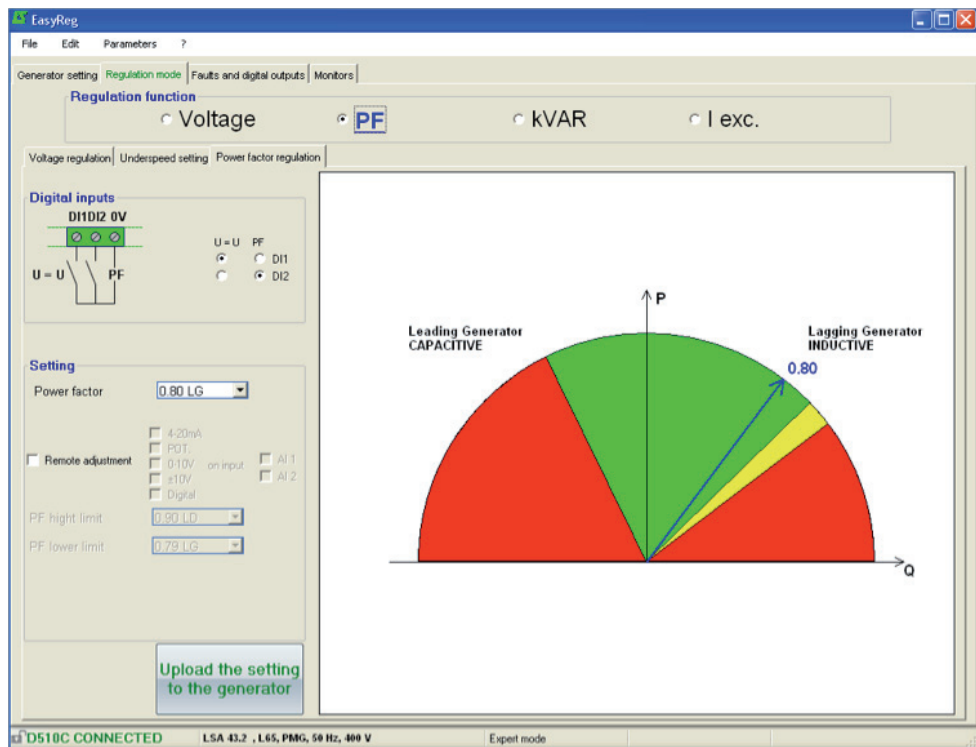 EasyReg
File Edit Parameters ?
Generator setting Regulation mode Faults and digital outputs Monitors
Regulation function
Voltage PF kVAR I exc.
Voltage regulation Underspeed setting Power factor regulation
Digital inputs
DI1DI2 0V
U = U PF
DI1
U = U PF
DI2
Setting
Power factor 0.80 LG
Remote adjustment
4-20mA
POT.
0-10V
±10V
Digital
on input
AI 1
AI 2
PF hight limit 0.90 LD
PF lower limit 0.79 LG
Upload the setting
to the generator
P
Leading Generator
CAPACITIVE
Lagging Generator
INDUCTIVE
0.80
Q
D510C CONNECTED LSA 43.2 , L65, PMG, 50 Hz, 400 V Expert mode